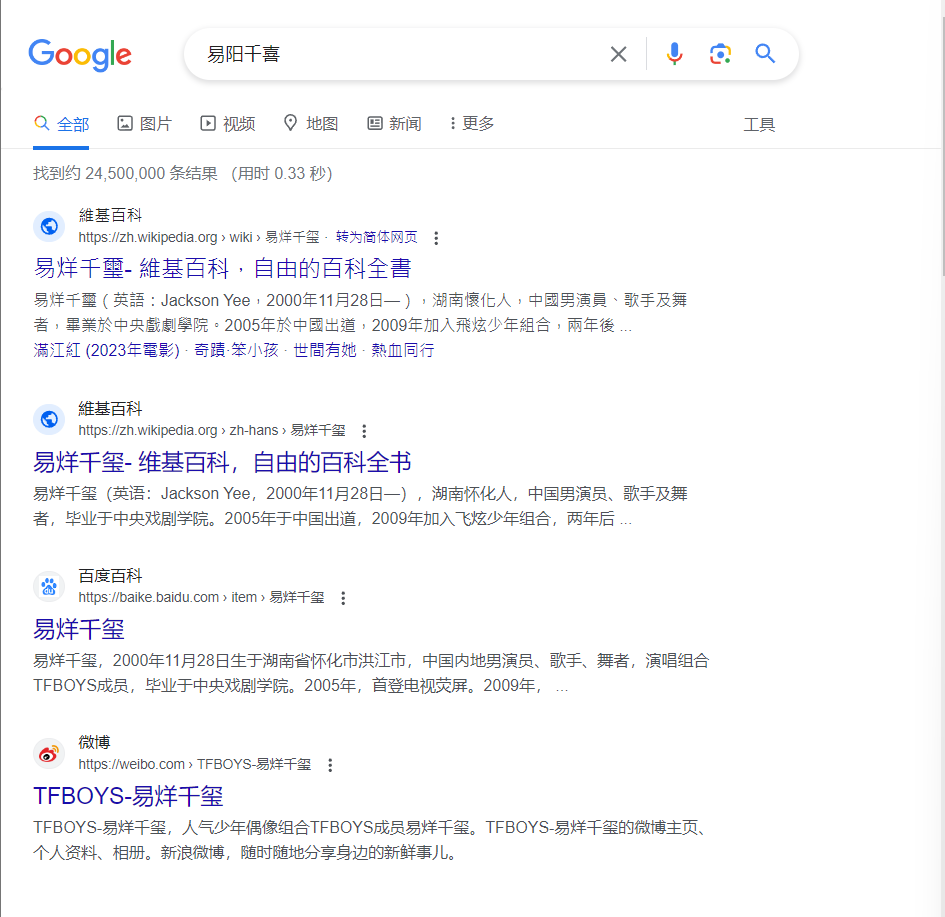 Google
易阳千喜
全部 图片 视频 地图 新闻 更多 工具
找到约 24,500,000 条结果 （用时 0.33 秒）
維基百科
https://zh.wikipedia.org › wiki › 易烊千玺 · 转为简体网页
易烊千璽- 維基百科，自由的百科全書
易烊千璽（英語：Jackson Yee，2000年11月28日—），湖南懷化人，中國男演員、歌手及舞
者，畢業於中央戲劇學院。2005年於中國出道，2009年加入飛炫少年組合，兩年後 ...
滿江紅 (2023年電影) · 奇蹟·笨小孩 · 世間有她 · 熱血同行
維基百科
https://zh.wikipedia.org › zh-hans › 易烊千玺
易烊千玺- 维基百科，自由的百科全书
易烊千玺（英语：Jackson Yee，2000年11月28日—），湖南怀化人，中国男演员、歌手及舞
者，毕业于中央戏剧学院。2005年于中国出道，2009年加入飞炫少年组合，两年后 ...
百度百科
du
https://baike.baidu.com › item › 易烊千玺
易烊千玺
易烊千玺，2000年11月28日生于湖南省怀化市洪江市，中国内地男演员、歌手、舞者，演唱组合
TFBOYS成员，毕业于中央戏剧学院。2005年，首登电视荧屏。2009年， ...
微博
https://weibo.com › TFBOYS-易烊千玺
TFBOYS-易烊千玺
TFBOYS-易烊千玺，人气少年偶像组合TFBOYS成员易烊千玺。TFBOYS-易烊千玺的微博主页、
个人资料、相册。新浪微博，随时随地分享身边的新鲜事儿。